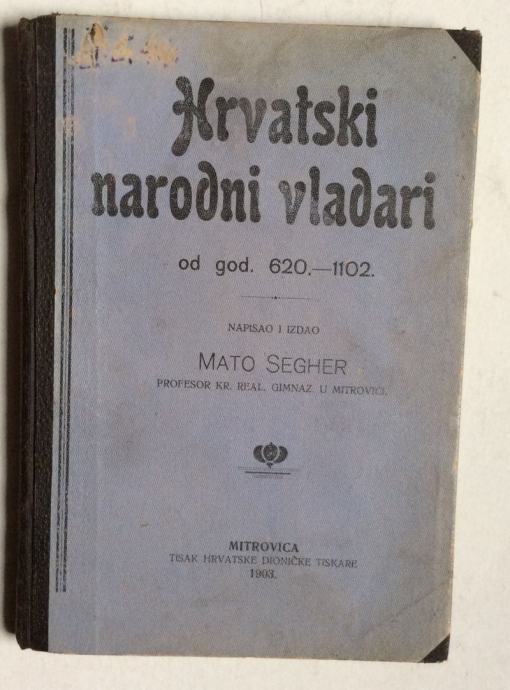 Hrvatski
narodni vladari
od god. 620.—1102.
NAPISAO I IZDAO
MATO SEGHER
PROFESOR KR. REAL. GIMNAZ. U MITROVICI.
MITROVICA
TISAK HRVATSKE DIONIČKE TISKARE
1903.